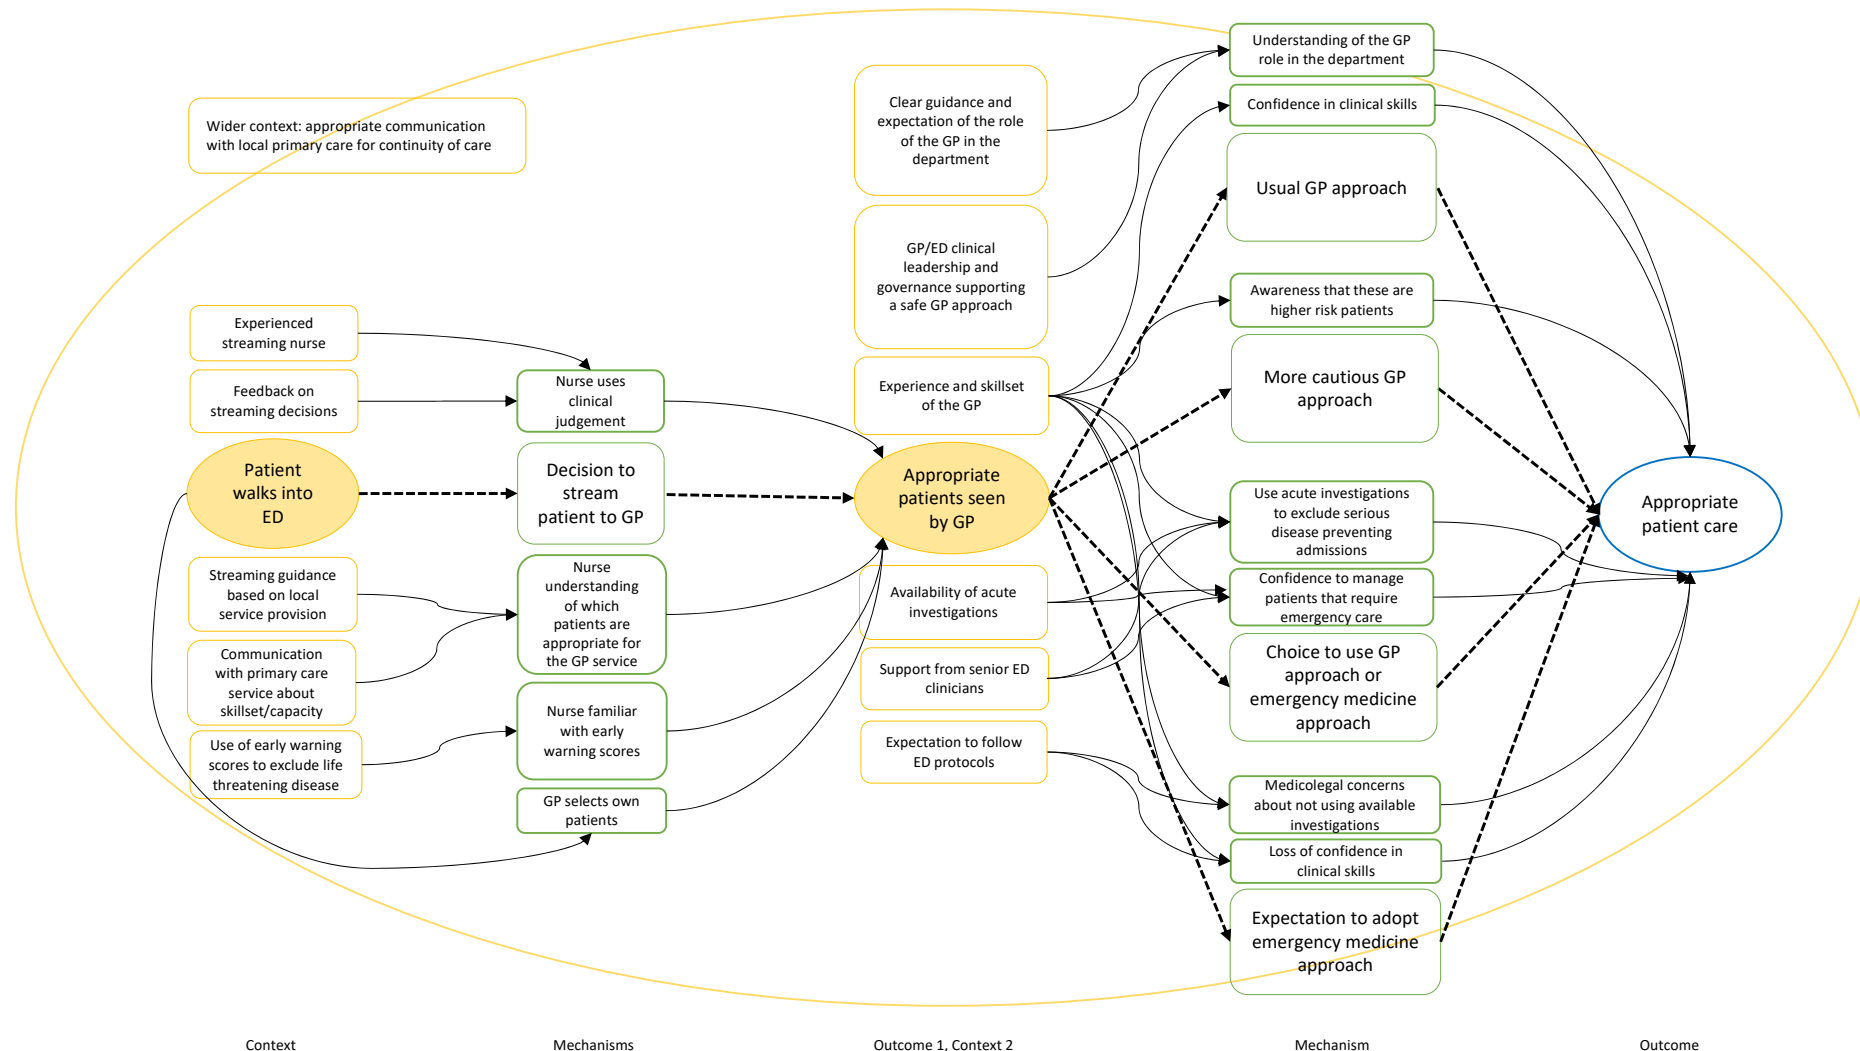 Wider context: appropriate communication
with local primary care for continuity of care
Experienced
streaming nurse
Feedback on
streaming decisions
Patient
walks into
ED
Streaming guidance
based on local
service provision
Communication
with primary care
service about
skillset/capacity
Use of early warning
scores to exclude life
threatening disease
Nurse uses
clinical
judgement
Decision to
stream
patient to GP
Nurse
understanding
of which
patients are
appropriate for
the GP service
Nurse familiar
with early
warning scores
GP selects own
patients
Clear guidance and
expectation of the role
of the GP in the
department
GP/ED clinical
leadership and
governance supporting
a safe GP approach
Experience and skillset
of the GP
Appropriate
patients seen
by GP
Availability of acute
investigations
Support from senior ED
clinicians
Expectation to follow
ED protocols
Understanding of the GP
role in the department
Confidence in clinical skills
Usual GP approach
Awareness that these are
higher risk patients
More cautious GP
approach
Use acute investigations
to exclude serious
disease preventing
admissions
Confidence to manage
patients that require
emergency care
Choice to use GP
approach or
emergency medicine
approach
Medicolegal concerns
about not using available
investigations
Loss of confidence in
clinical skills
Expectation to adopt
emergency medicine
approach
Appropriate
patient care
Context
Mechanisms
Outcome 1, Context 2
Mechanism
Outcome